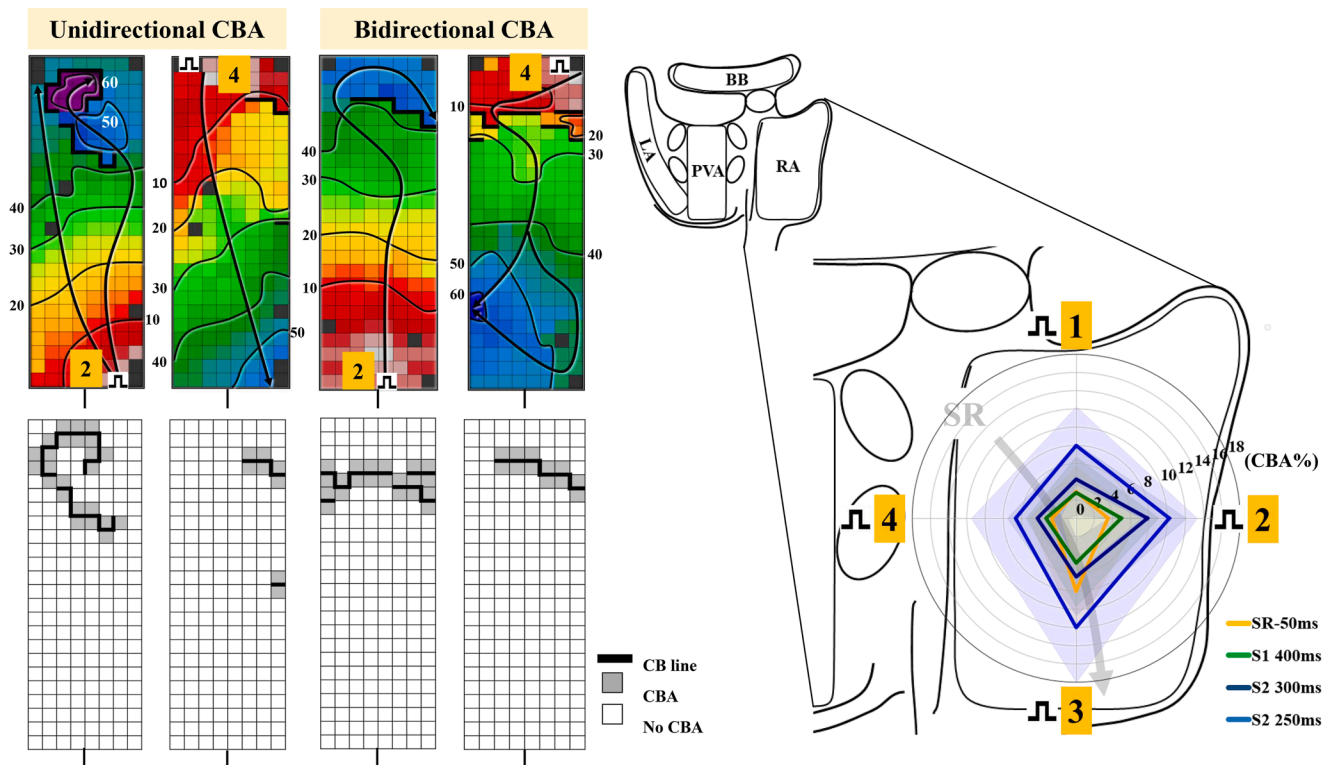 Unidirectional CBA
Bidirectional CBA
60
50
40
30
20
10
2
4
10
20
30
40
50
40
30
20
10
2
4
10
20
30
40
50
60
CB line
CBA
No CBA
BB
LA
PVA
RA
SR
1
2
3
4
0
2
4
6
8
10
12
14
16
18
(CBA%)
SR-50ms
S1 400ms
S2 300ms
S2 250ms